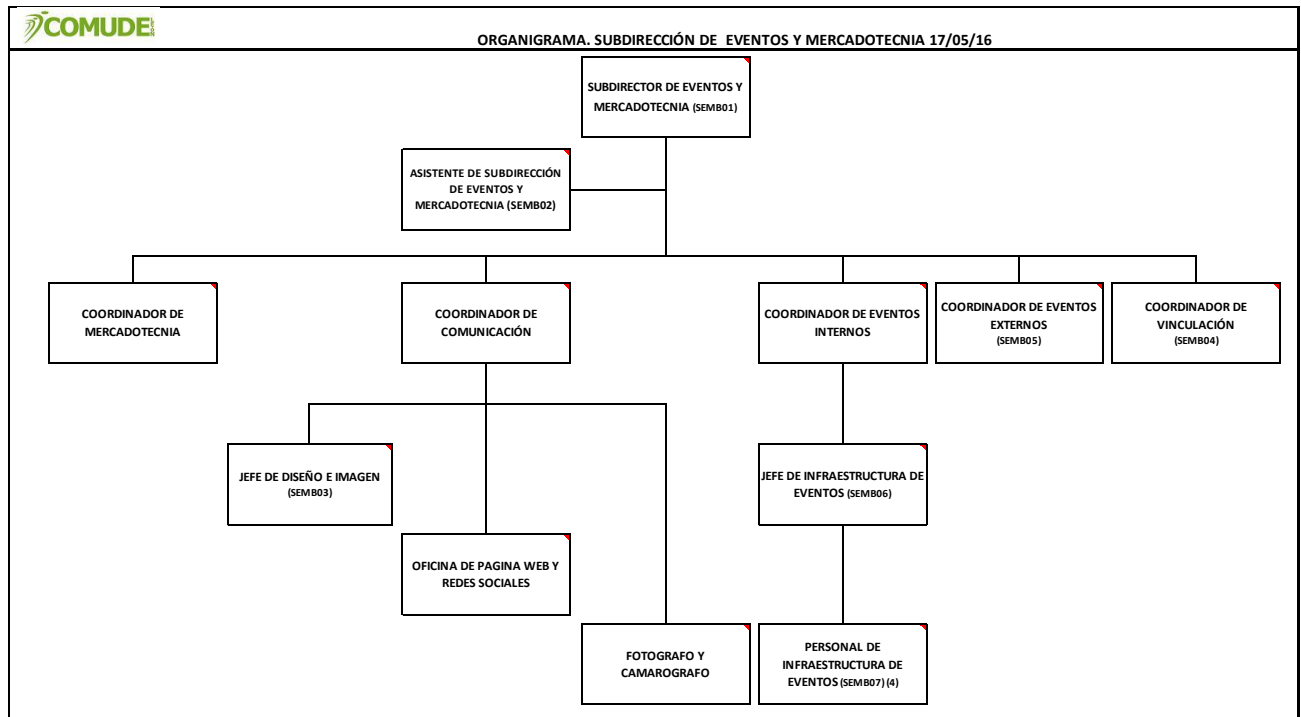 COMUDE
ORGANIGRAMA. SUBDIRECCIÓN DE EVENTOS Y MERCADOTECNIA 17/05/16
SUBDIRECTOR DE EVENTOS Y
MERCADOTECNIA (SEMB01)
ASISTENTE DE SUBDIRECCIÓN
DE EVENTOS Y
MERCADOTECNIA (SEMB02)
COORDINADOR DE
MERCADOTECNIA
COORDINADOR DE
COMUNICACIÓN
COORDINADOR DE EVENTOS
INTERNOS
COORDINADOR DE EVENTOS
EXTERNOS
(SEMB05)
COORDINADOR DE
VINCULACIÓN
(SEMB04)
JEFE DE DISEÑO E IMAGEN
(SEMB03)
JEFE DE INFRAESTRUCTURA DE
EVENTOS (SEMB06)
OFICINA DE PAGINA WEB Y
REDES SOCIALES
FOTOGRAFO Y
CAMAROGRAFO
PERSONAL DE
INFRAESTRUCTURA DE
EVENTOS (SEMB07) (4)